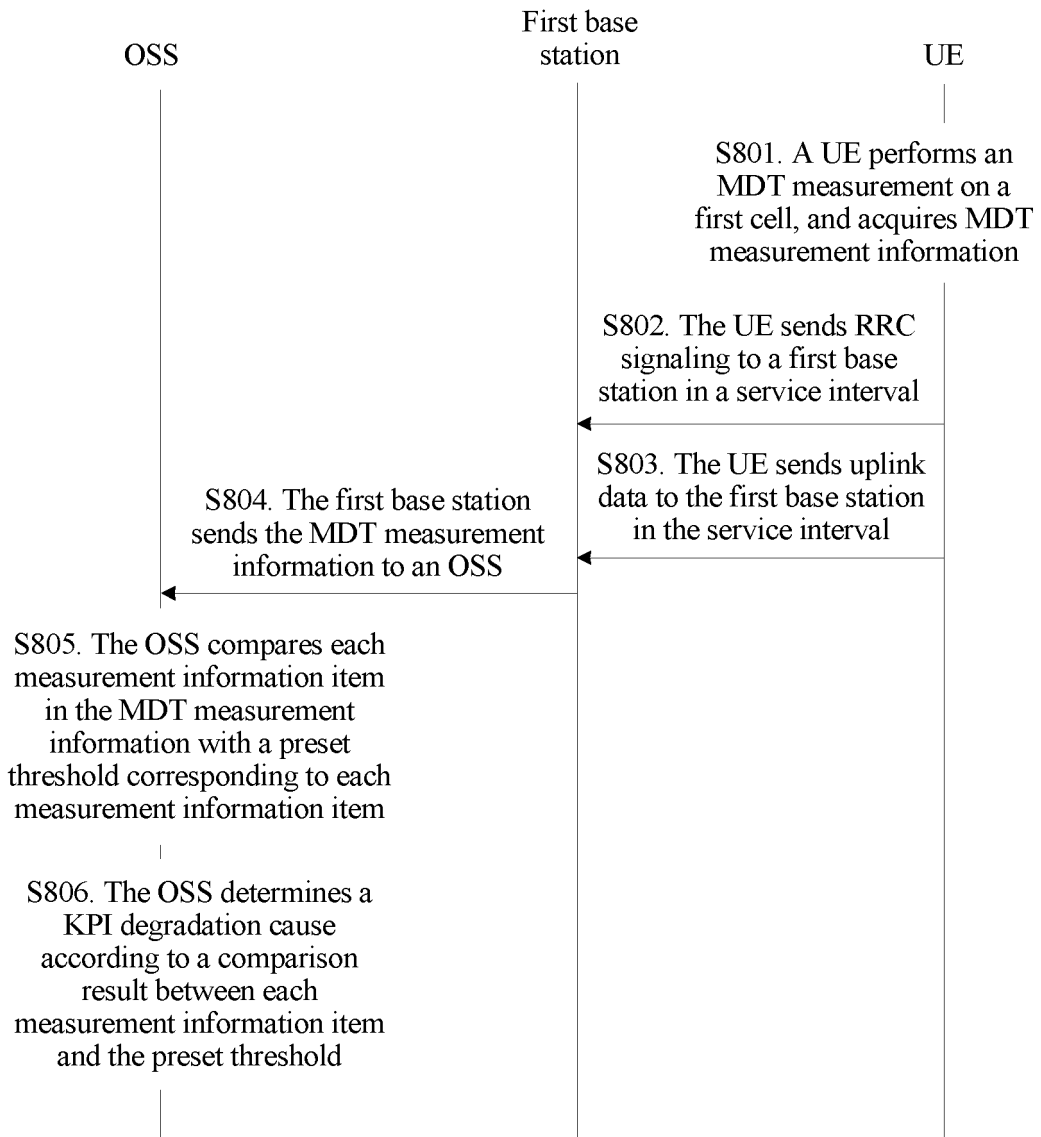 First base
station
OSS
UE
S801. A UE performs an
MDT measurement on a
first cell, and acquires MDT
measurement information
S802. The UE sends RRC
signaling to a first base
station in a service interval
S803. The UE sends uplink
data to the first base station
in the service interval
S804. The first base station
sends the MDT measurement
information to an OSS
S805. The OSS compares each
measurement information item
in the MDT measurement
information with a preset
threshold corresponding to each
measurement information item
S806. The OSS determines a
KPI degradation cause
according to a comparison
result between each
measurement information item
and the preset threshold